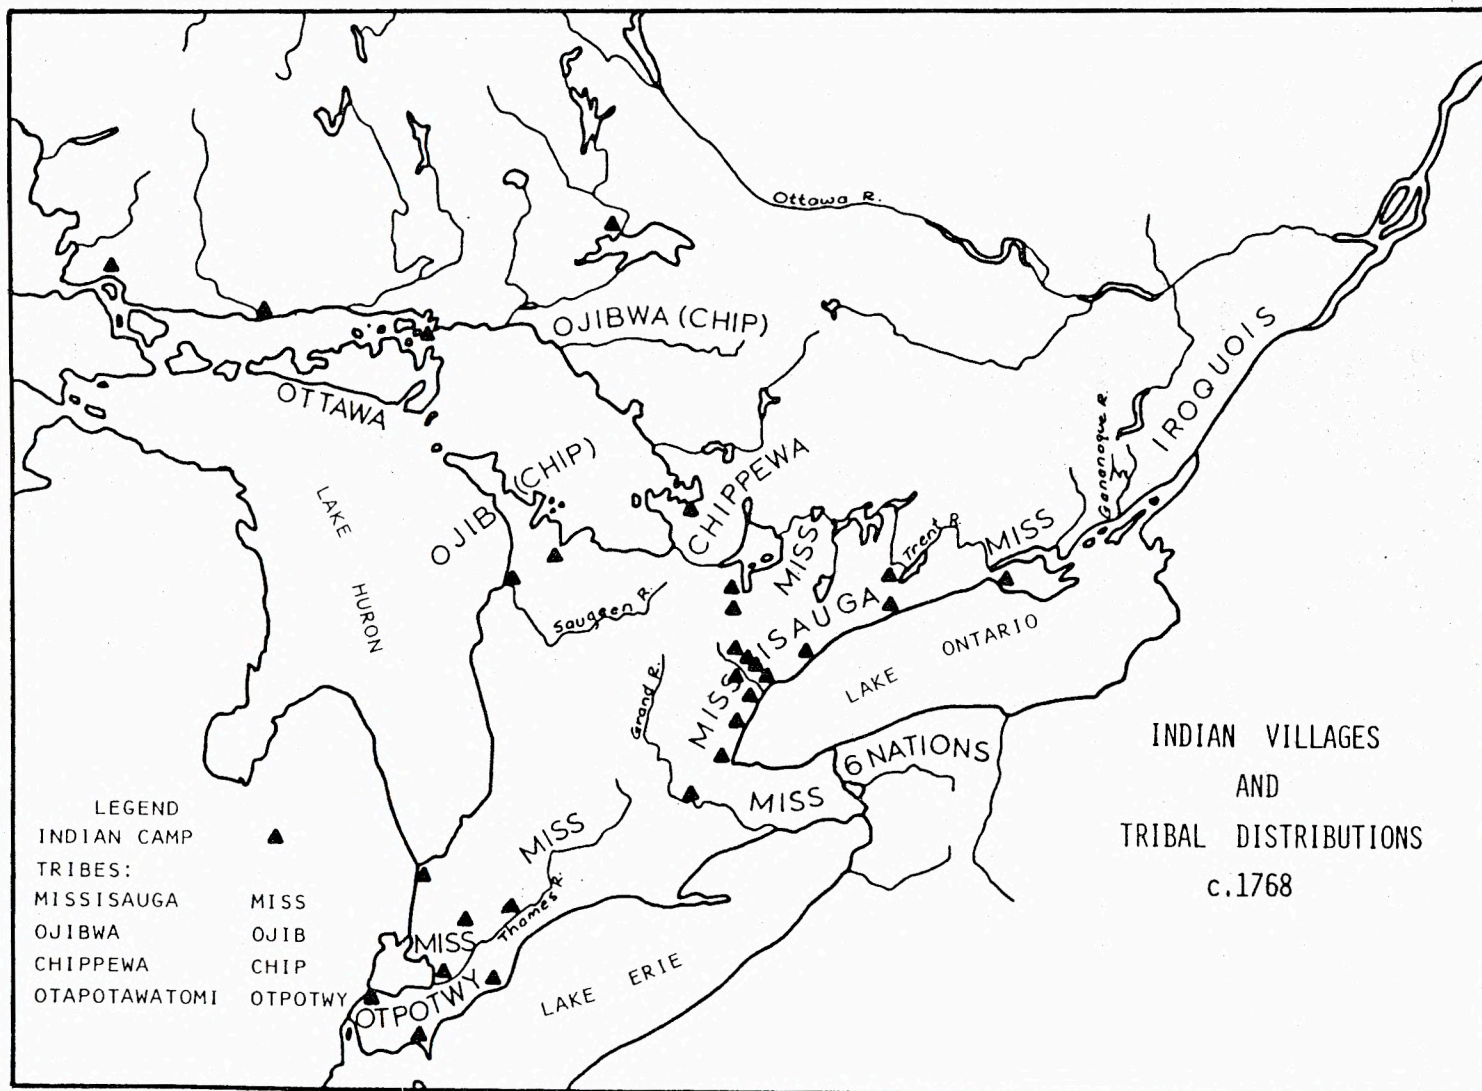 Ottawa R.
OJIBWA (CHIP)
OTTAWA
OJIB (CHIP)
CHIPPEWA
IROQUOIS
Gananoque R.
LAKE
HURON
MISS
MISS
Trent R.
Saugeen R.
MISSISAUGA
LAKE ONTARIO
Grand R.
6 NATIONS
MISS
MISS
Thames R.
MISS
OTPOTWY
LAKE ERIE
INDIAN VILLAGES
AND
TRIBAL DISTRIBUTIONS
c.1768
LEGEND
INDIAN CAMP
TRIBES:
MISSISAUGA MISS
OJIBWA OJIB
CHIPPEWA CHIP
OTAPOTAWATOMI OTPOTWY